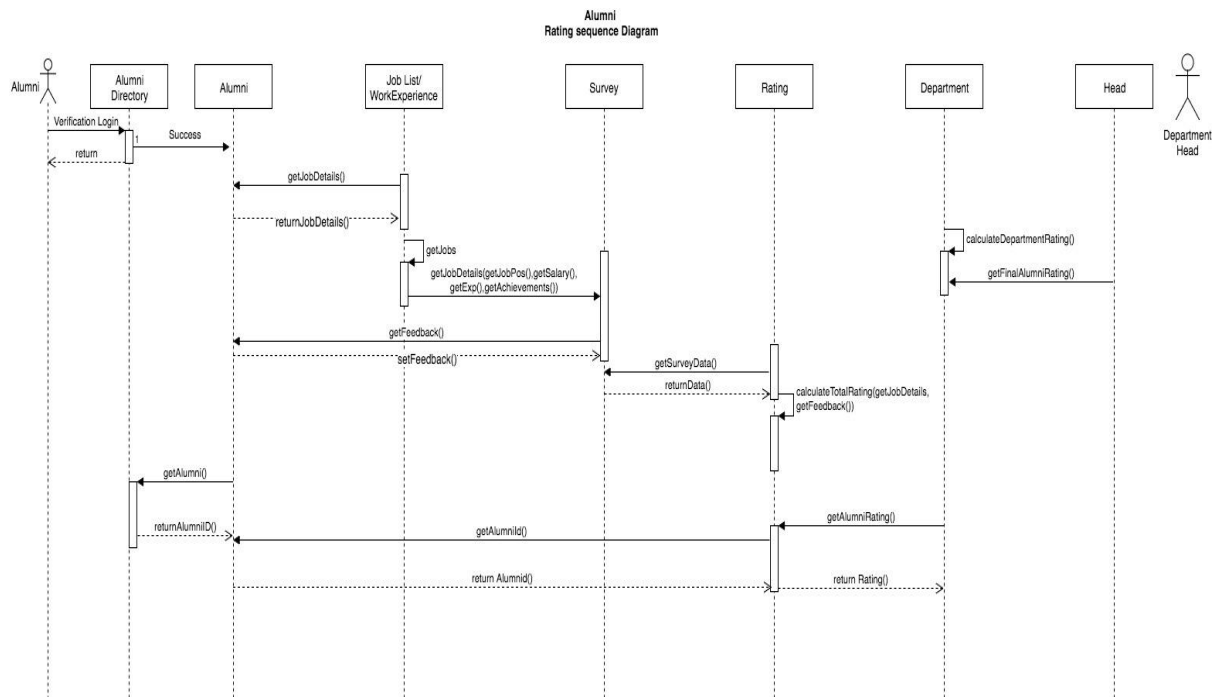 Alumni
Rating sequence Diagram
Alumni
Alumni
Directory
Alumni
Job List/
WorkExperience
Survey
Rating
Department
Head
Department
Head
Verification Login
1
Success
return
getJobDetails()
returnJobDetails()
getJobs
calculateDepartmentRating()
getJobDetails(getJobPos(),getSalary(),
getExp(),getAchievements())
getFinalAlumniRating()
getFeedback()
setFeedback()
getSurveyData()
returnData()
calculateTotalRating(getJobDetails,
getFeedback())
getAlumni()
returnAlumniID()
getAlumniRating()
getAlumniId()
return Alumnid()
return Rating()